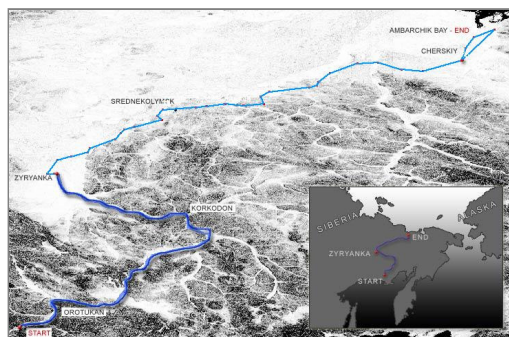 AMBARCHIK BAY - END
CHERSKIY
SREDNEKOLYMSK
ZYRYANKA
KORKODON
OROTUKAN
START
SIBERIA
ALASKA
END
ZYRYANKA
START